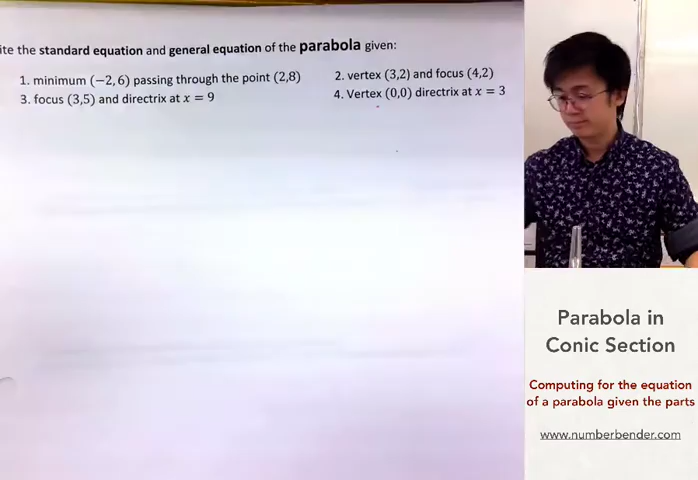 ite the standard equation and general equation of the parabola given:
1. minimum (−2, 6) passing through the point (2,8)
2. vertex (3,2) and focus (4,2)
3. focus (3,5) and directrix at x = 9
4. Vertex (0,0) directrix at x = 3
Parabola in
Conic Section
Computing for the equation
of a parabola given the parts
www.numberbender.com